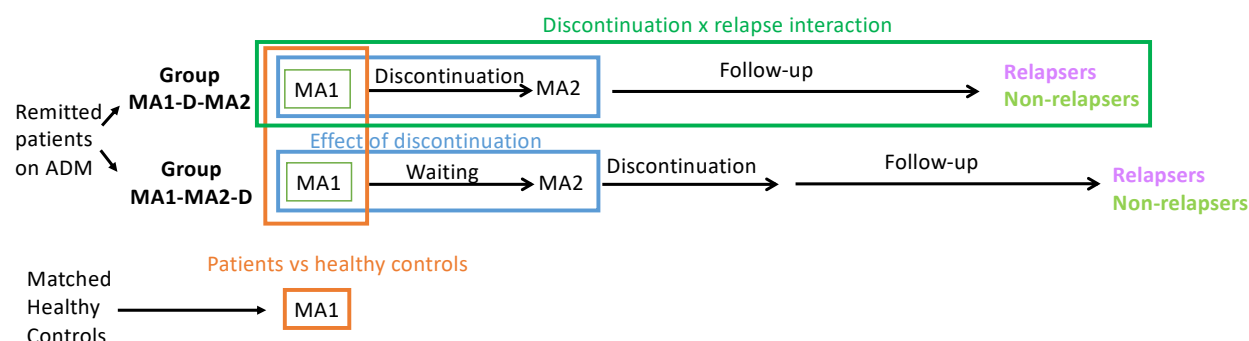 Discontinuation x relapse interaction
Group
MA1-D-MA2
MA1
Discontinuation
MA2
Follow-up
Relapsers
Non-relapsers
Remitted
patients
on ADM
Effect of discontinuation
Group
MA1-MA2-D
MA1
Waiting
MA2
Discontinuation
Follow-up
Relapsers
Non-relapsers
Patients vs healthy controls
Matched
Healthy
Controls
MA1